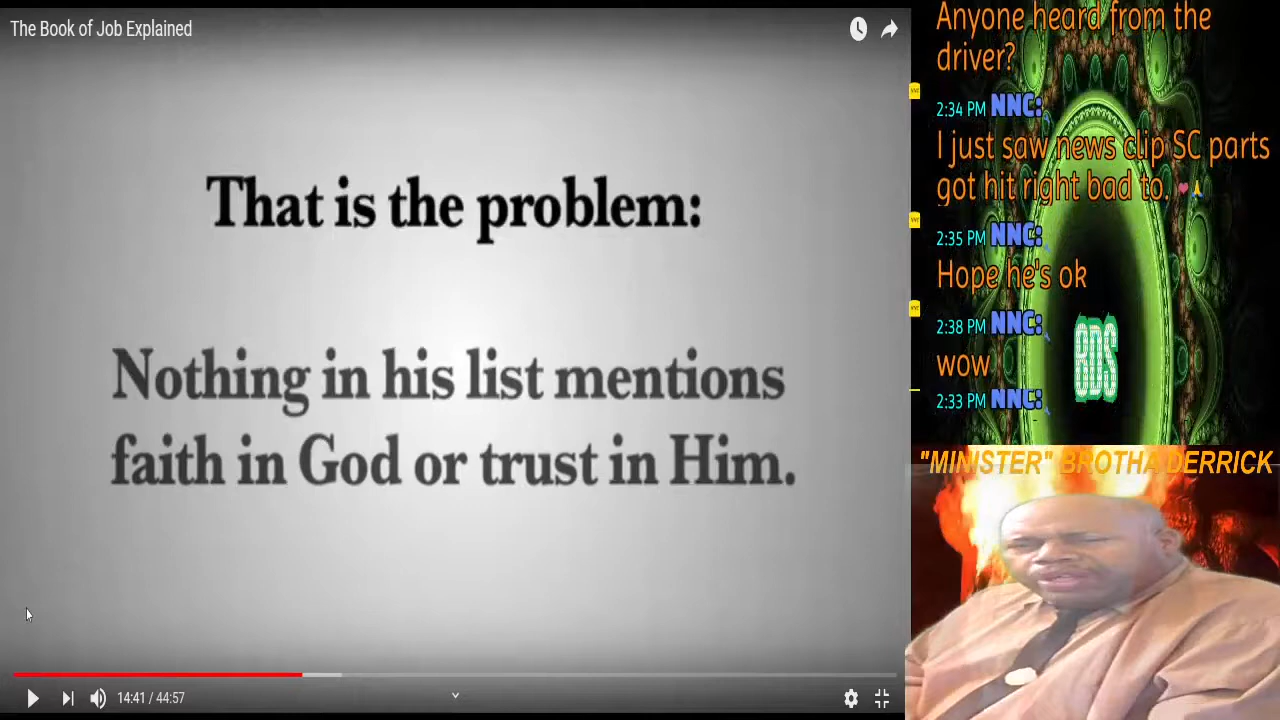 The Book of Job Explained
That is the problem:
Nothing in his list mentions
faith in God or trust in Him.
14:41 / 44:57
Anyone heard from the
driver?
2:34 PM NNC:
I just saw news clip SC parts
got hit right bad to.
2:35 PM NNC:
Hope he's ok
2:38 PM NNC:
wow
2:33 PM NNC:
BDS
"MINISTER" BROTHA DERRICK